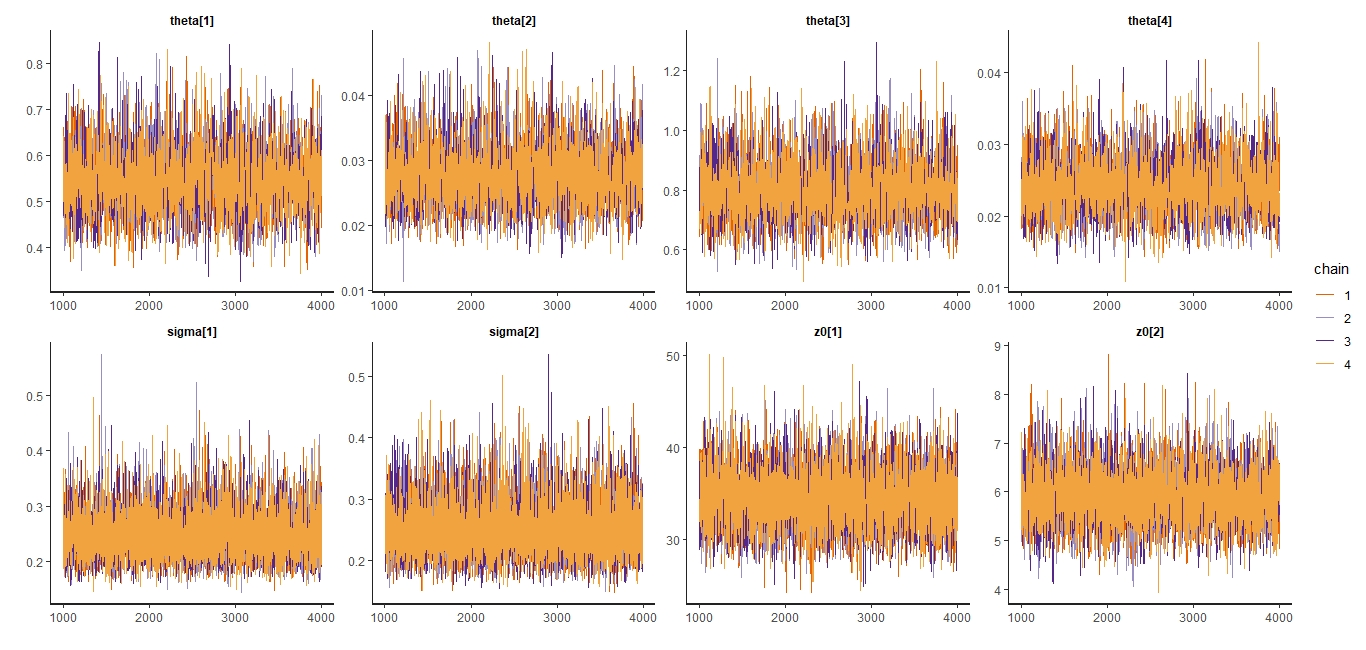 theta[1] theta[2] theta[3] theta[4]
0.8 0.7 0.6 0.5 0.4
0.04 0.03 0.02 0.01
1.2 1.0 0.8 0.6
0.04 0.03 0.02 0.01
1000 2000 3000 4000 1000 2000 3000 4000 1000 2000 3000 4000 1000 2000 3000 4000
sigma[1] sigma[2] z0[1] z0[2]
0.5 0.4 0.3 0.2
0.5 0.4 0.3 0.2
50 40 30
9 8 7 6 5 4
1000 2000 3000 4000 1000 2000 3000 4000 1000 2000 3000 4000 1000 2000 3000 4000
chain
1
2
3
4